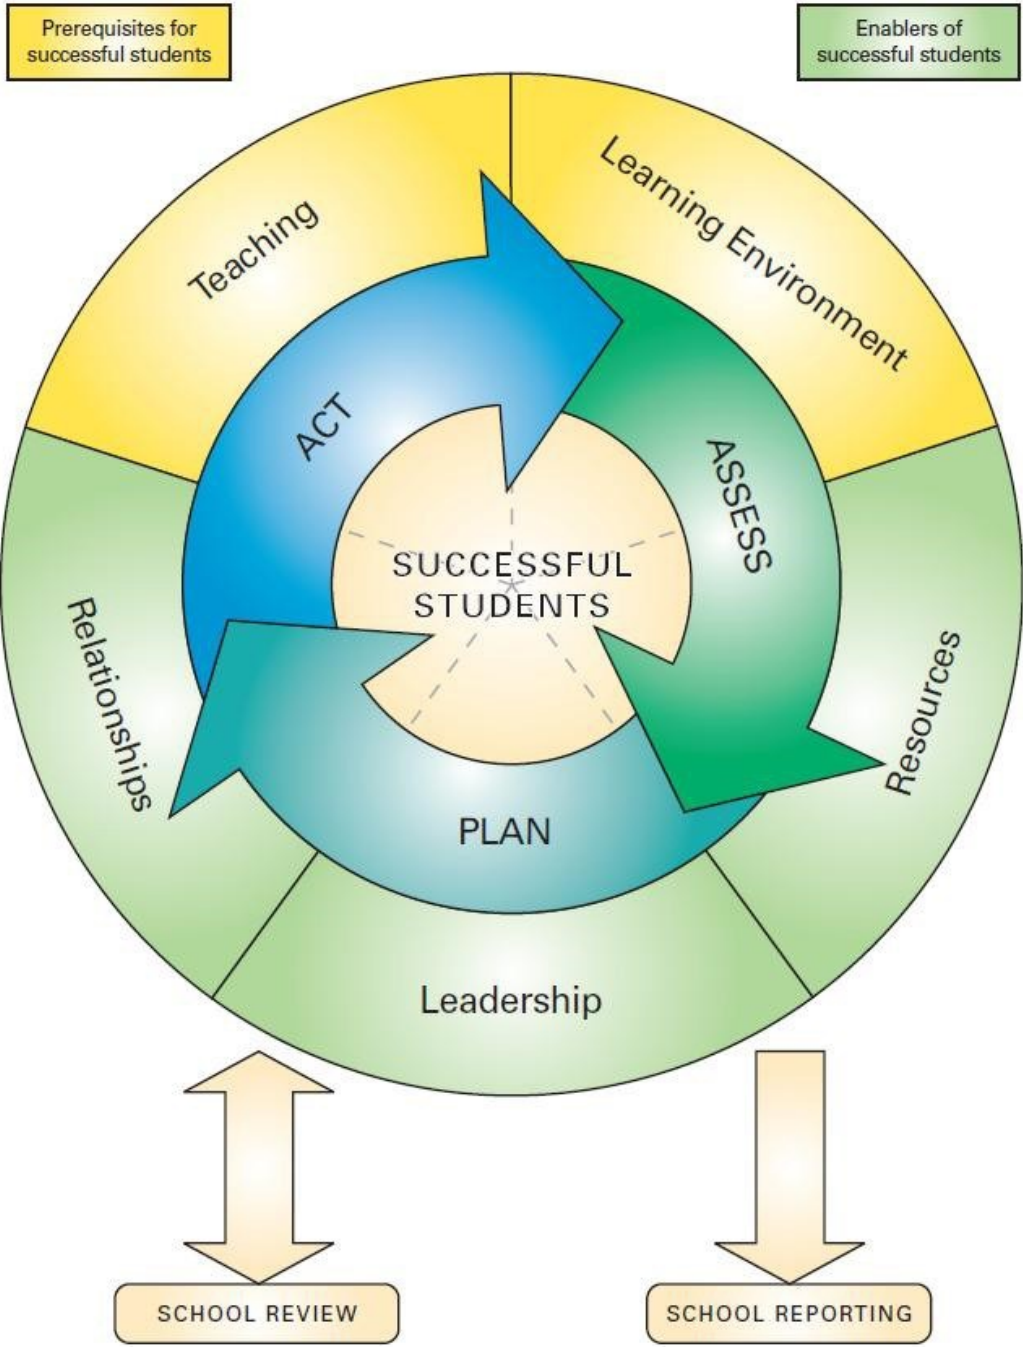 Prerequisites for
successful students
Enablers of
successful students
Teaching
Learning Environment
ACT
ASSESS
SUCCESSFUL
STUDENTS
Relationships
Resources
PLAN
Leadership
SCHOOL REVIEW
SCHOOL REPORTING